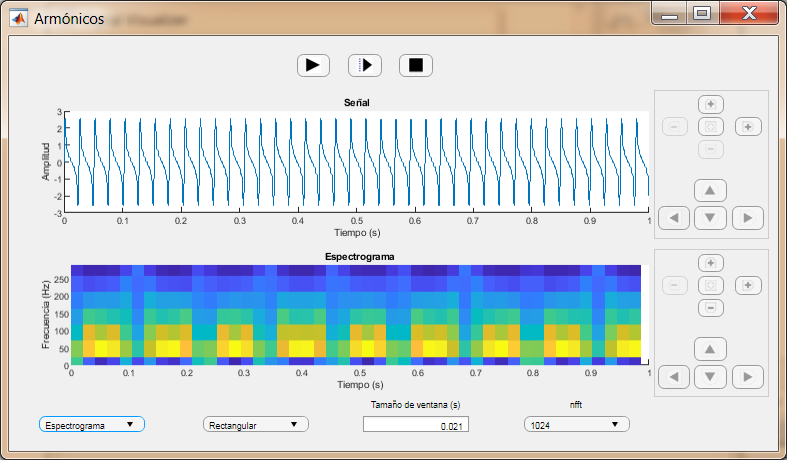 Armónicos
Señal
Amplitud
3
2
1
0
-1
-2
-3
0 0.1 0.2 0.3 0.4 0.5 0.6 0.7 0.8 0.9 1
Tiempo (s)
Espectrograma
Frecuencia (Hz)
250
200
150
100
50
0
0 0.1 0.2 0.3 0.4 0.5 0.6 0.7 0.8 0.9 1
Tiempo (s)
Tamaño de ventana (s)
nfft
Espectrograma
Rectangular
0.021
1024